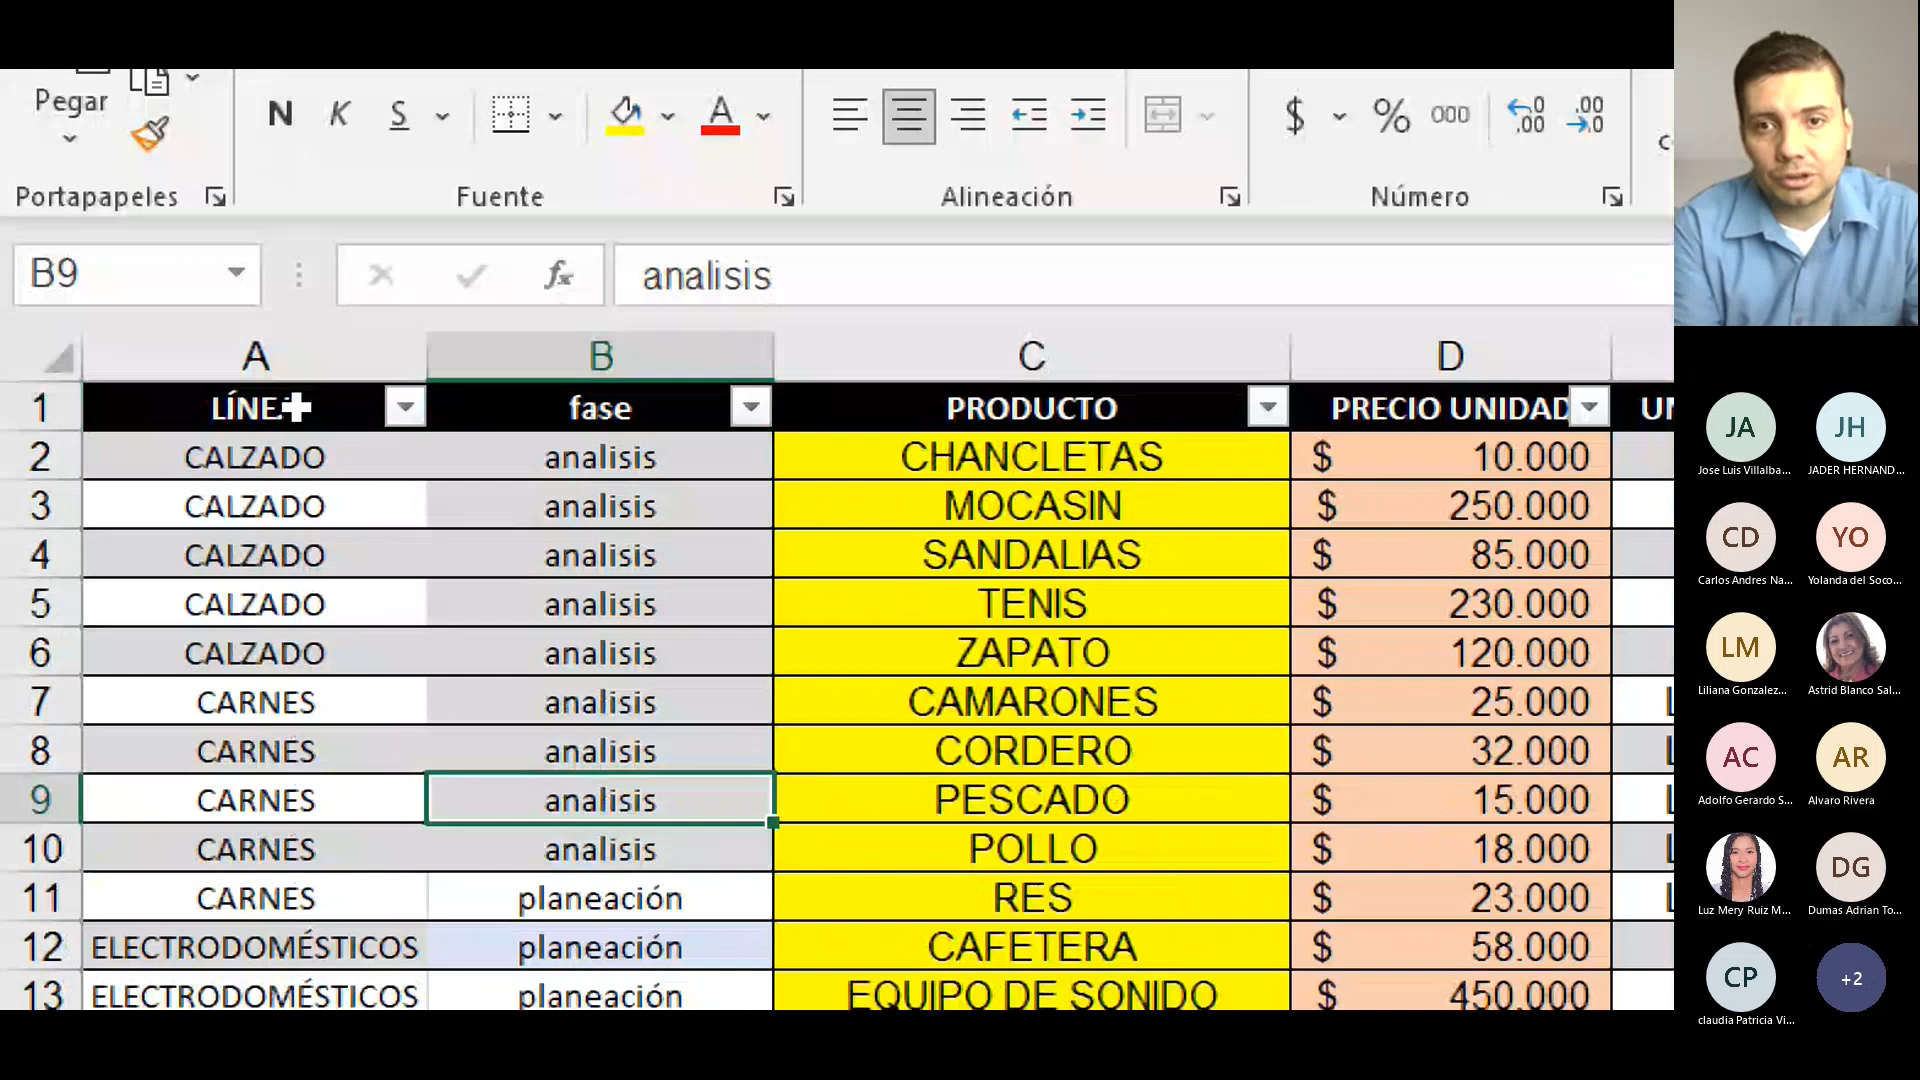 Pegar
N K S A $ % 000 ,00 ,00
Portapapeles Fuente Alineación Número
B9 fx analisis
A B C D
1 LÍNEA fase PRODUCTO PRECIO UNIDAD
2 CALZADO analisis CHANCLETAS $ 10.000
3 CALZADO analisis MOCASIN $ 250.000
4 CALZADO analisis SANDALIAS $ 85.000
5 CALZADO analisis TENIS $ 230.000
6 CALZADO analisis ZAPATO $ 120.000
7 CARNES analisis CAMARONES $ 25.000
8 CARNES analisis CORDERO $ 32.000
9 CARNES analisis PESCADO $ 15.000
10 CARNES analisis POLLO $ 18.000
11 CARNES planeación RES $ 23.000
12 ELECTRODOMÉSTICOS planeación CAFETERA $ 58.000
13 ELECTRODOMÉSTICOS planeación EQUIPO DE SONIDO $ 450.000
JA JH
Jose Luis Villalba... JADER HERNAND...
CD YO
Carlos Andres Na... Yolanda del Soco...
LM
Liliana Gonzalez... Astrid Blanco Sal...
AC AR
Adolfo Gerardo S... Alvaro Rivera
DG
Luz Mery Ruiz M... Dumas Adrian To...
CP +2
claudia Patricia Vi...